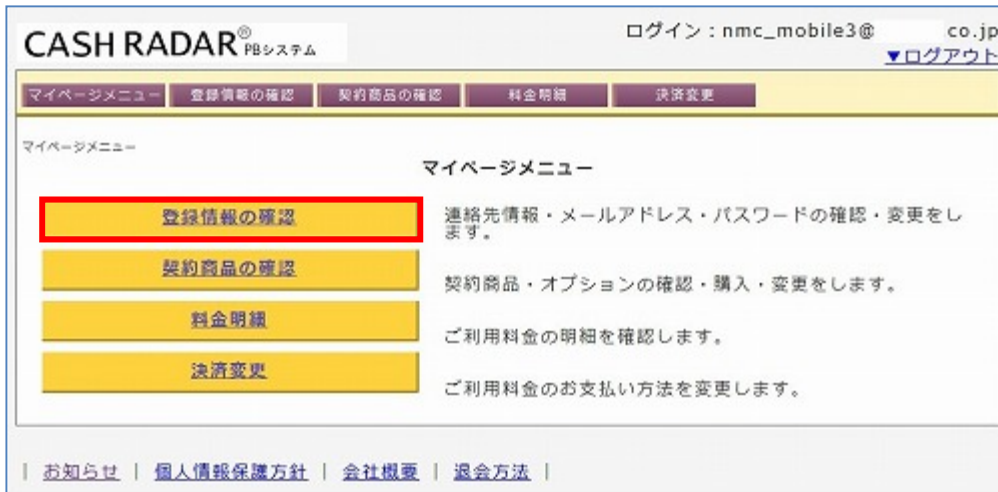 CASH RADAR® PBシステム
ログイン：nmc_mobile3@ co.jp
▼ログアウト
マイページメニュー 登録情報の確認 契約商品の確認 料金明細 決済変更
マイページメニュー
マイページメニュー
登録情報の確認
連絡先情報・メールアドレス・パスワードの確認・変更をし
ます。
契約商品の確認
契約商品・オプションの確認・購入・変更をします。
料金明細
ご利用料金の明細を確認します。
決済変更
ご利用料金のお支払い方法を変更します。
| お知らせ | 個人情報保護方針 | 会社概要 | 退会方法 |